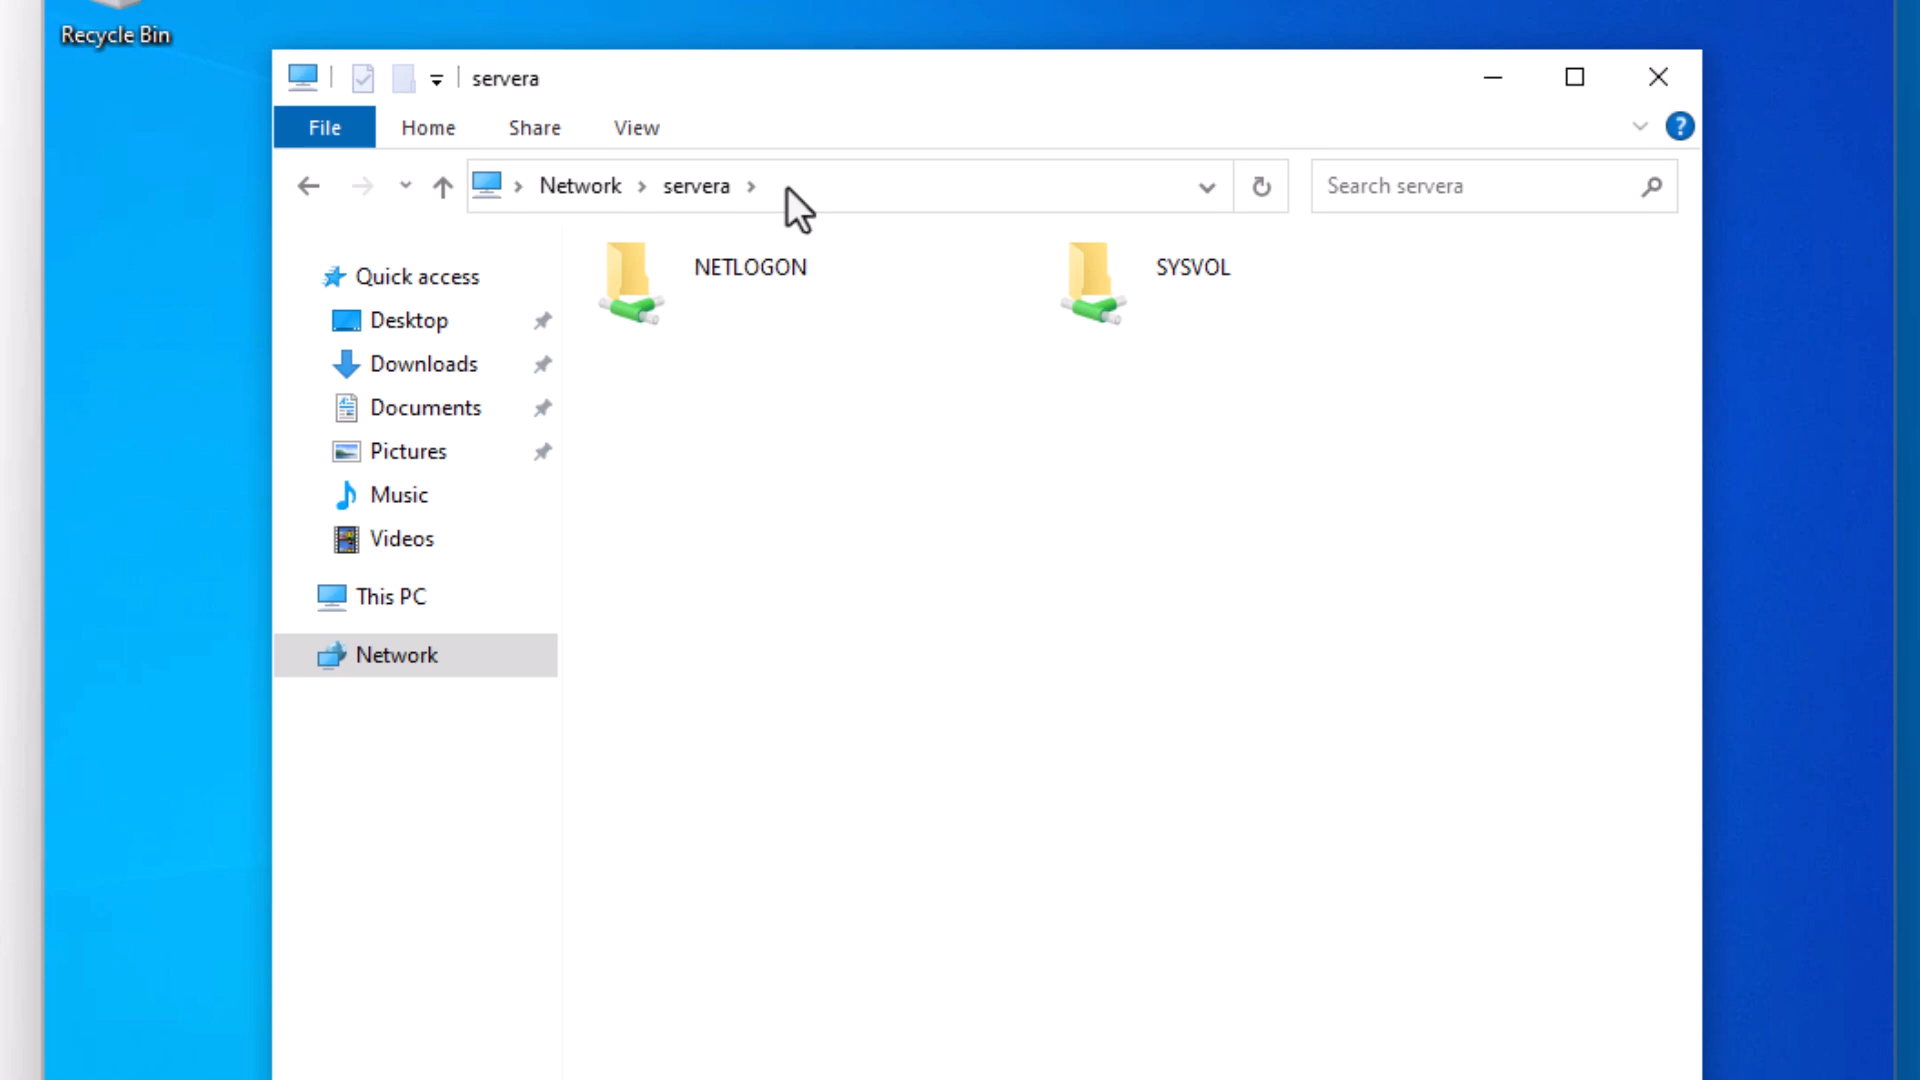 Recycle Bin
servera
File Home Share View
Network servera
Search servera
Quick access
Desktop
Downloads
Documents
Pictures
Music
Videos
This PC
Network
NETLOGON
SYSVOL